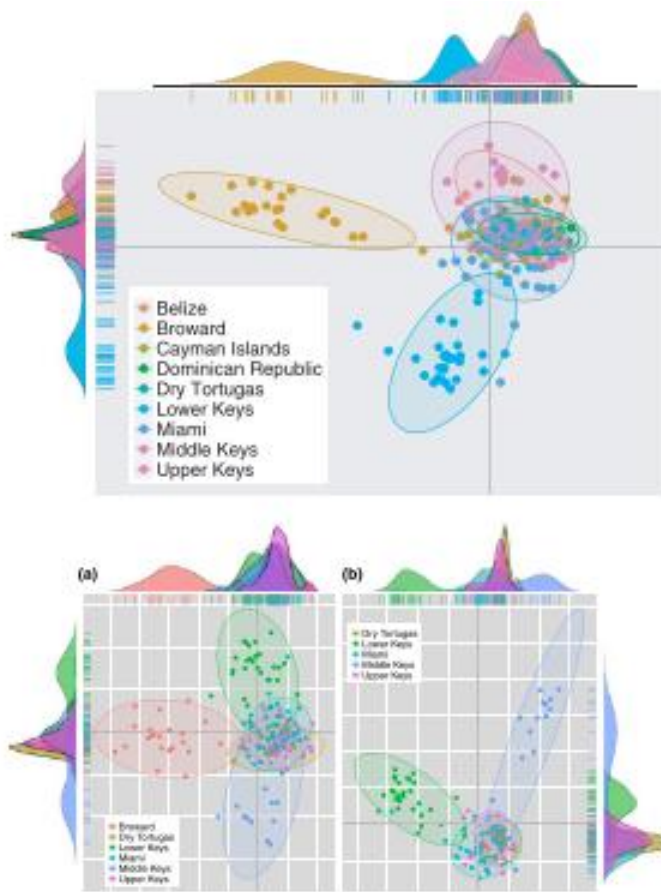 Belize
Broward
Cayman Islands
Dominican Republic
Dry Tortugas
Lower Keys
Miami
Middle Keys
Upper Keys
(a)
Broward
Dry Tortugas
Lower Keys
Miami
Middle Keys
Upper Keys
(b)
Dry Tortugas
Lower Keys
Miami
Middle Keys
Upper Keys